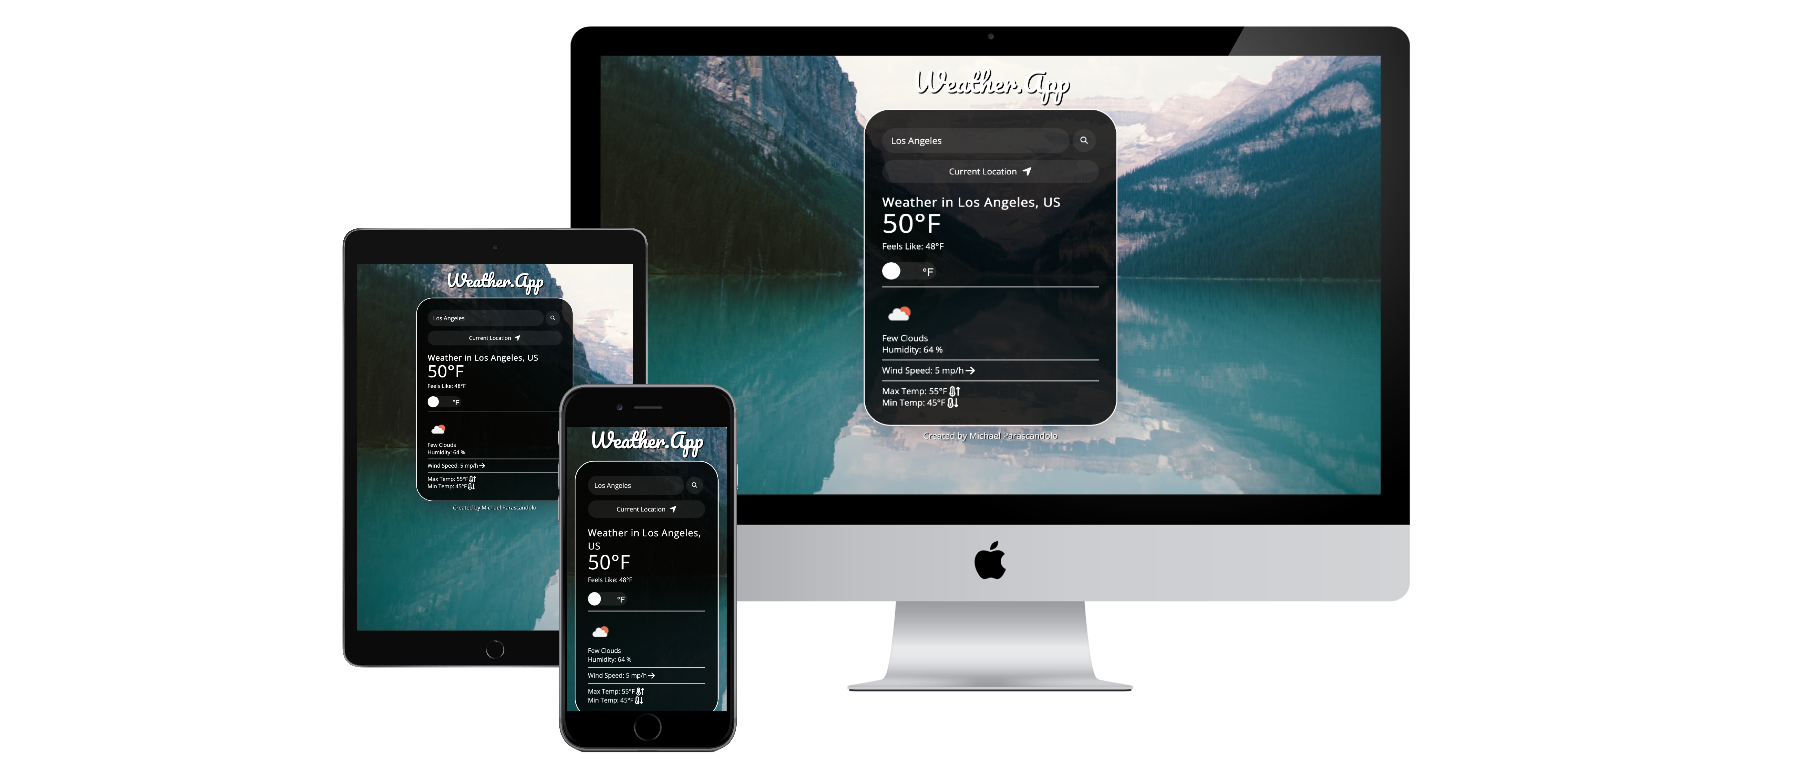 Weather.App
Los Angeles
Current Location
Weather in Los Angeles, US
50°F
Feels Like: 48°F
°F
Few Clouds
Humidity: 64 %
Wind Speed: 5 mp/h
Max Temp: 55°F
Min Temp: 45°F
Created by Michael Parascandolo
Weather.App
Los Angeles
Current Location
Weather in Los Angeles, US
50°F
Feels Like: 48°F
°F
Few Clouds
Humidity: 64 %
Wind Speed: 5 mp/h
Max Temp: 55°F
Min Temp: 45°F
Created by Michael Parascandolo
Weather.App
Los Angeles
Current Location
Weather in Los Angeles,
US
50°F
Feels Like: 48°F
°F
Few Clouds
Humidity: 64 %
Wind Speed: 5 mp/h
Max Temp: 55°F
Min Temp: 45°F